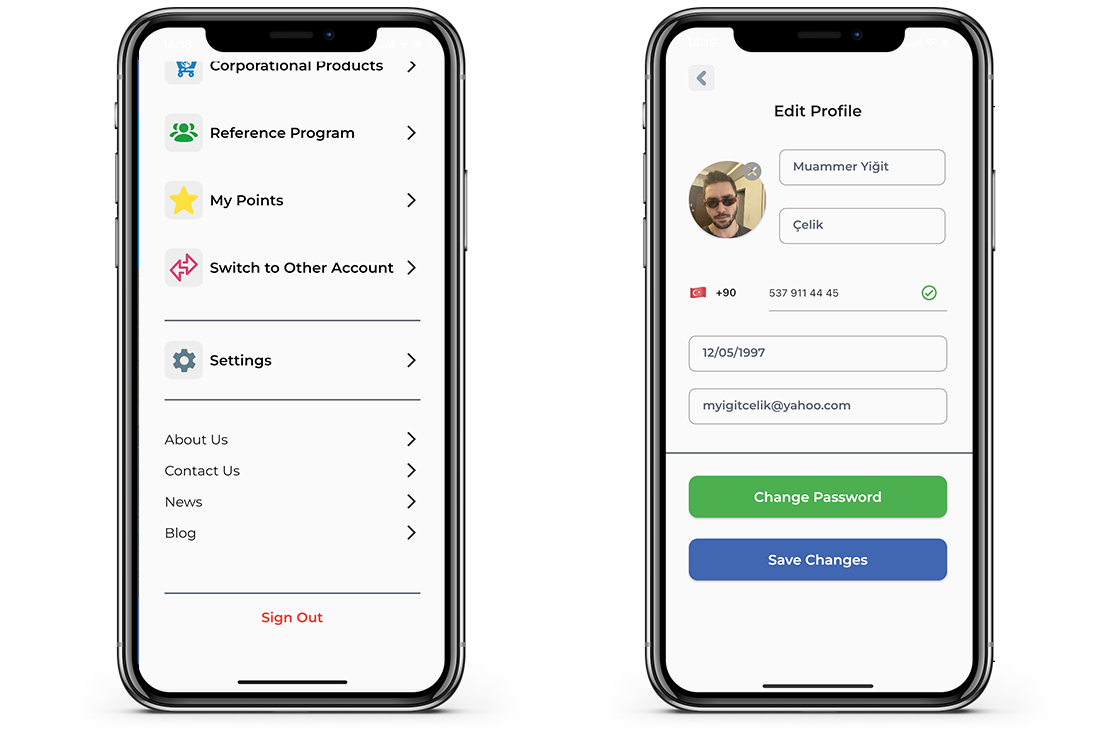 Corporational Products
Reference Program
My Points
Switch to Other Account
Settings
About Us
Contact Us
News
Blog
Sign Out
Edit Profile
Muammer Yiğit
Çelik
+90 537 911 44 45
12/05/1997
myigitcelik@yahoo.com
Change Password
Save Changes